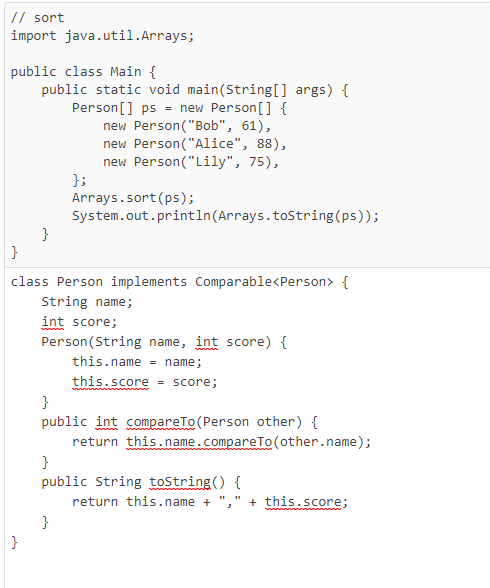 // sort
import java.util.Arrays;
public class Main {
    public static void main(String[] args) {
        Person[] ps = new Person[] {
            new Person("Bob", 61),
            new Person("Alice", 88),
            new Person("Lily", 75),
        };
        Arrays.sort(ps);
        System.out.println(Arrays.toString(ps));
    }
}
class Person implements Comparable<Person> {
    String name;
    int score;
    Person(String name, int score) {
        this.name = name;
        this.score = score;
    }
    public int compareTo(Person other) {
        return this.name.compareTo(other.name);
    }
    public String toString() {
        return this.name + "," + this.score;
    }
}